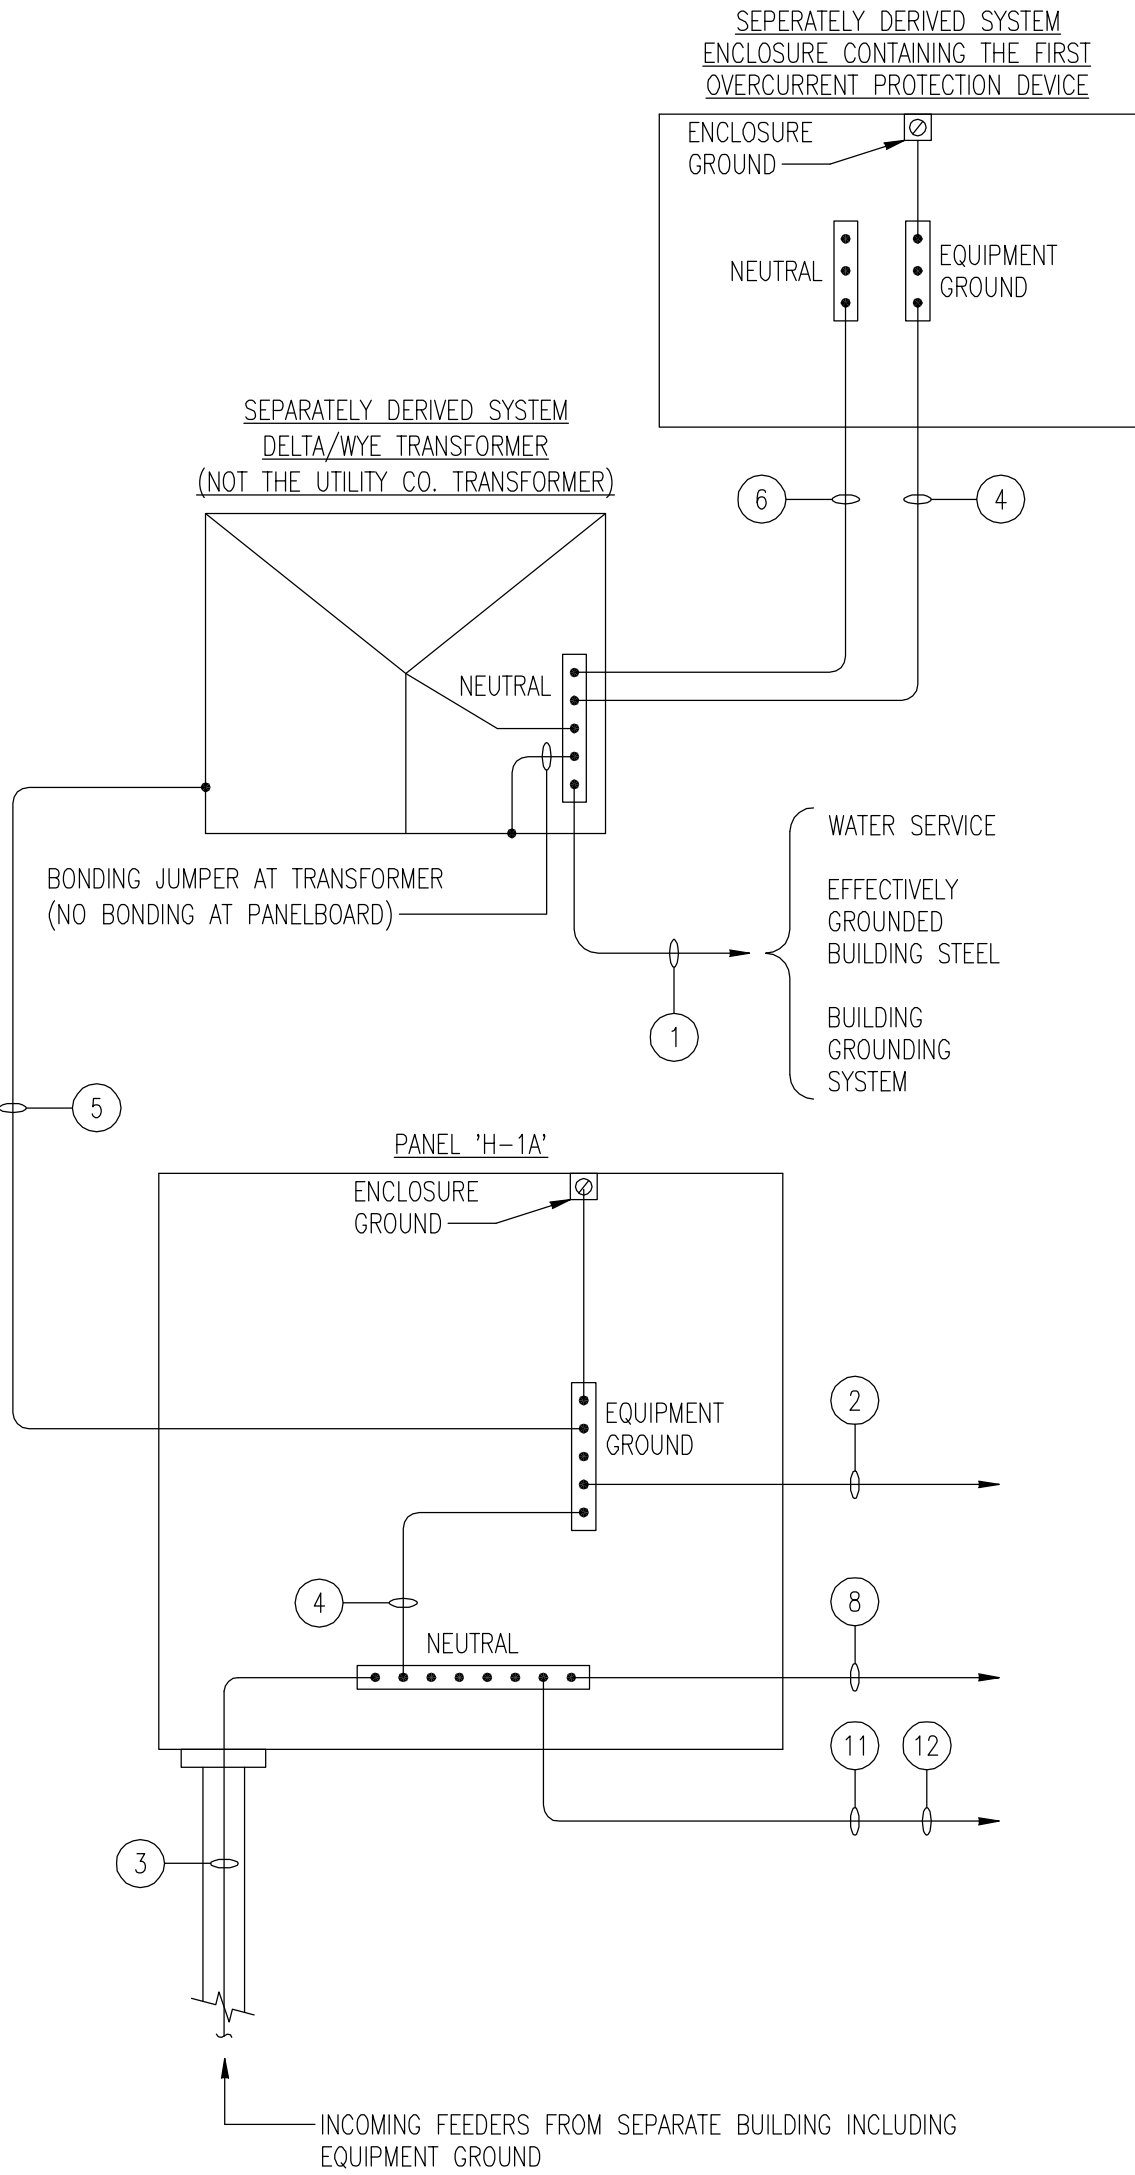 SEPERATELY DERIVED SYSTEM
ENCLOSURE CONTAINING THE FIRST
OVERCURRENT PROTECTION DEVICE
ENCLOSURE
GROUND
NEUTRAL
EQUIPMENT
GROUND
6
4
SEPARATELY DERIVED SYSTEM
DELTA/WYE TRANSFORMER
(NOT THE UTILITY CO. TRANSFORMER)
NEUTRAL
BONDING JUMPER AT TRANSFORMER
(NO BONDING AT PANELBOARD)
WATER SERVICE
EFFECTIVELY
GROUNDED
BUILDING STEEL
BUILDING
GROUNDING
SYSTEM
1
5
PANEL 'H-1A'
ENCLOSURE
GROUND
EQUIPMENT
GROUND
2
4
NEUTRAL
8
11
12
3
INCOMING FEEDERS FROM SEPARATE BUILDING INCLUDING
EQUIPMENT GROUND